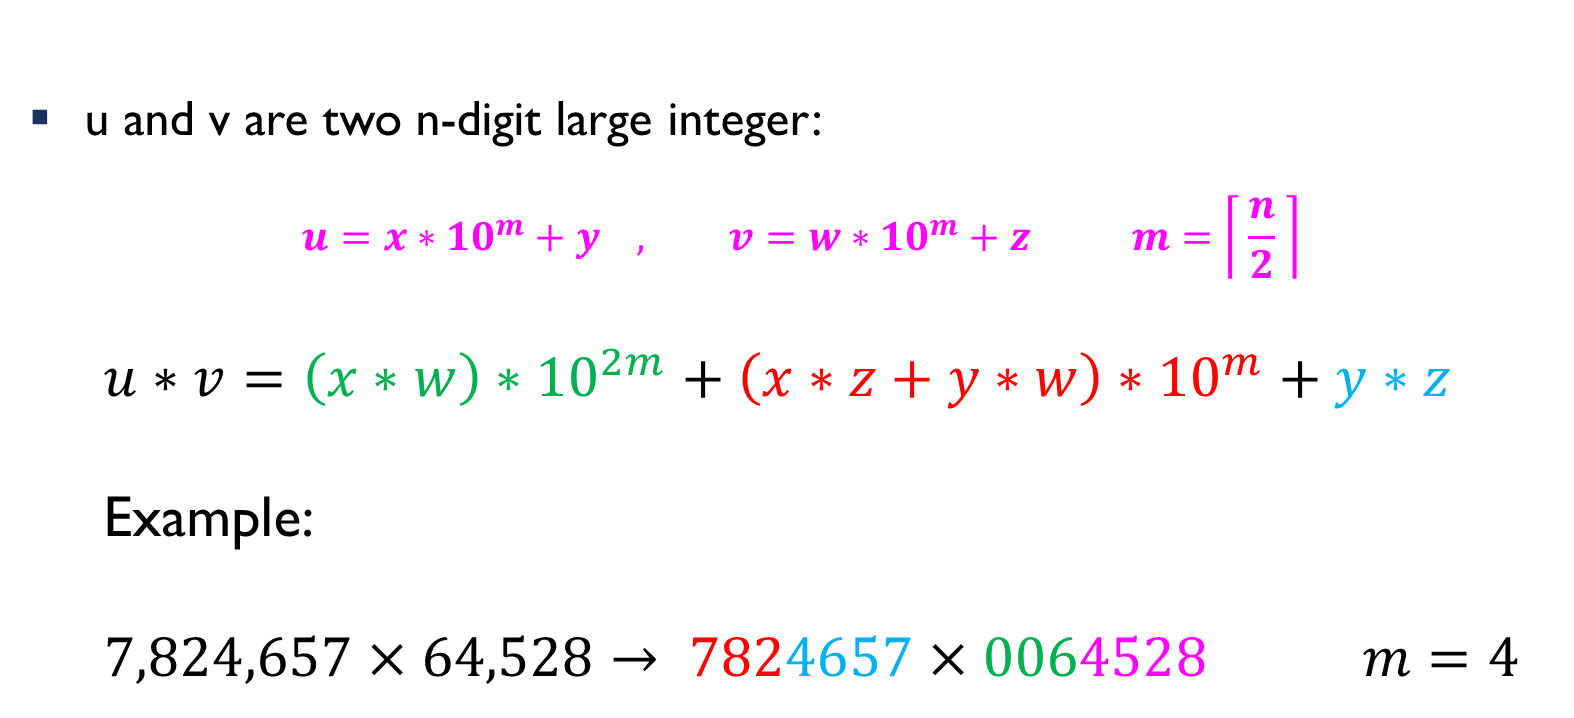 ▪ u and v are two n-digit large integer:
u = x * 10^m + y , v = w * 10^m + z m = ⌈n/2⌉
u * v = (x * w) * 10^{2m} + (x * z + y * w) * 10^m + y * z
Example:
7,824,657 × 64,528 → 7824657 × 0064528 m = 4